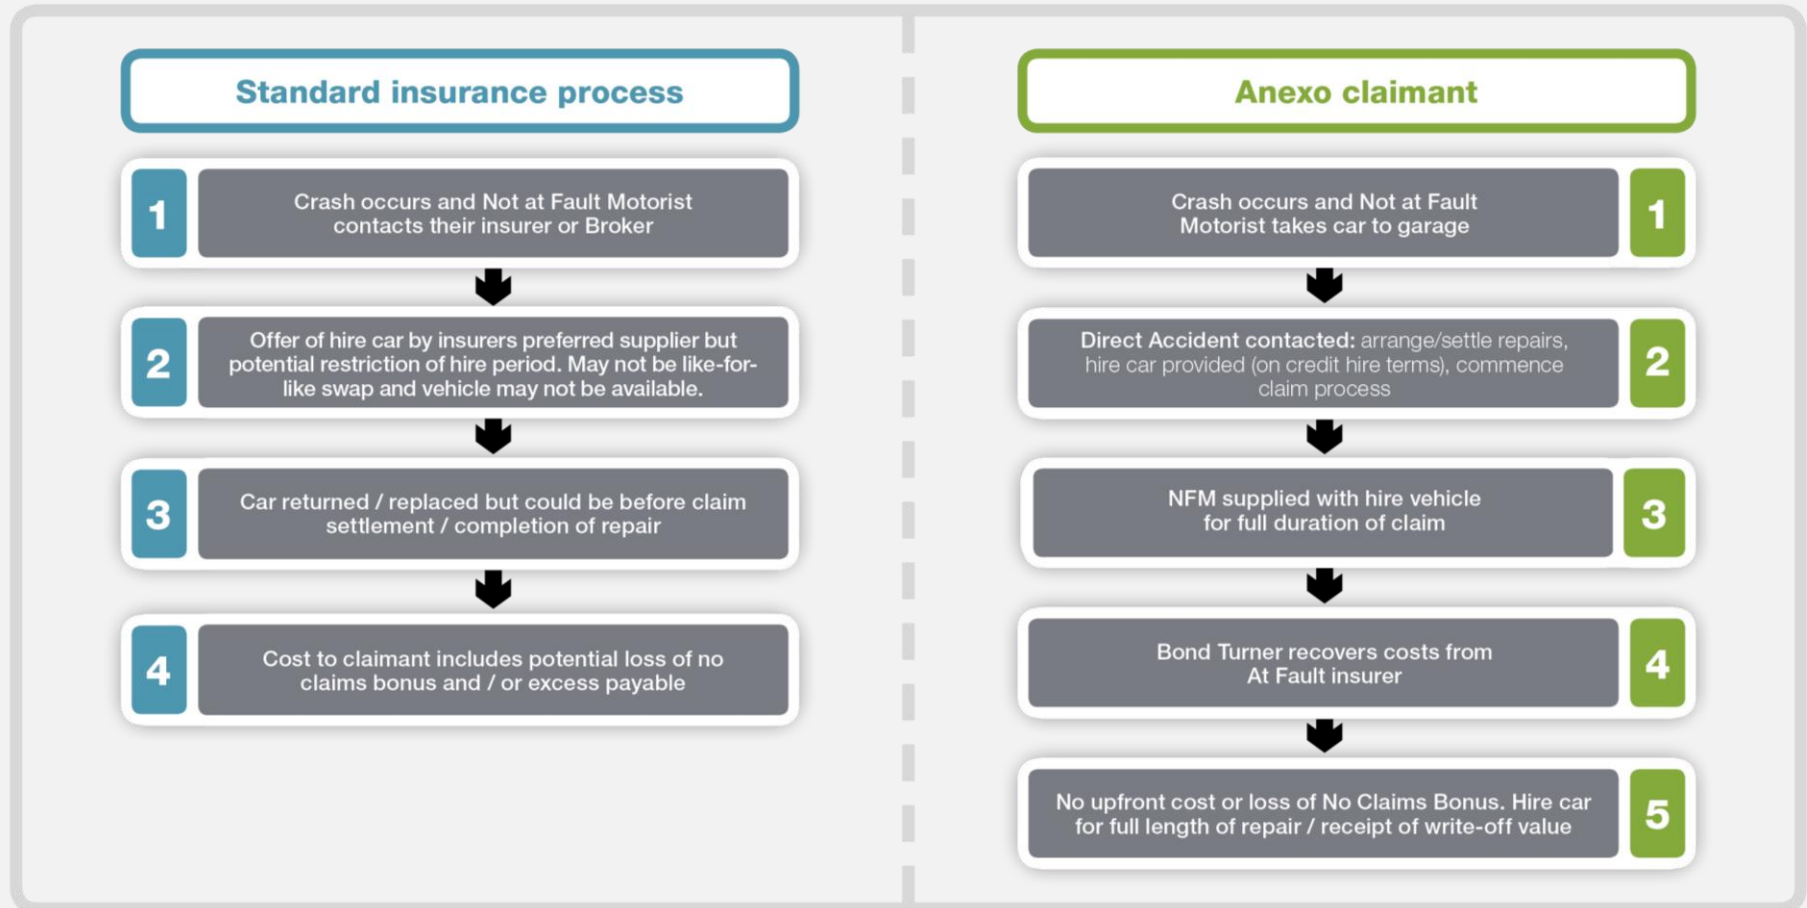 Standard insurance process
1
Crash occurs and Not at Fault Motorist
contacts their insurer or Broker
2
Offer of hire car by insurers preferred supplier but
potential restriction of hire period. May not be like-for-
like swap and vehicle may not be available.
3
Car returned / replaced but could be before claim
settlement / completion of repair
4
Cost to claimant includes potential loss of no
claims bonus and / or excess payable
Anexo claimant
Crash occurs and Not at Fault
Motorist takes car to garage
1
Direct Accident contacted: arrange/settle repairs,
hire car provided (on credit hire terms), commence
claim process
2
NFM supplied with hire vehicle
for full duration of claim
3
Bond Turner recovers costs from
At Fault insurer
4
No upfront cost or loss of No Claims Bonus. Hire car
for full length of repair / receipt of write-off value
5